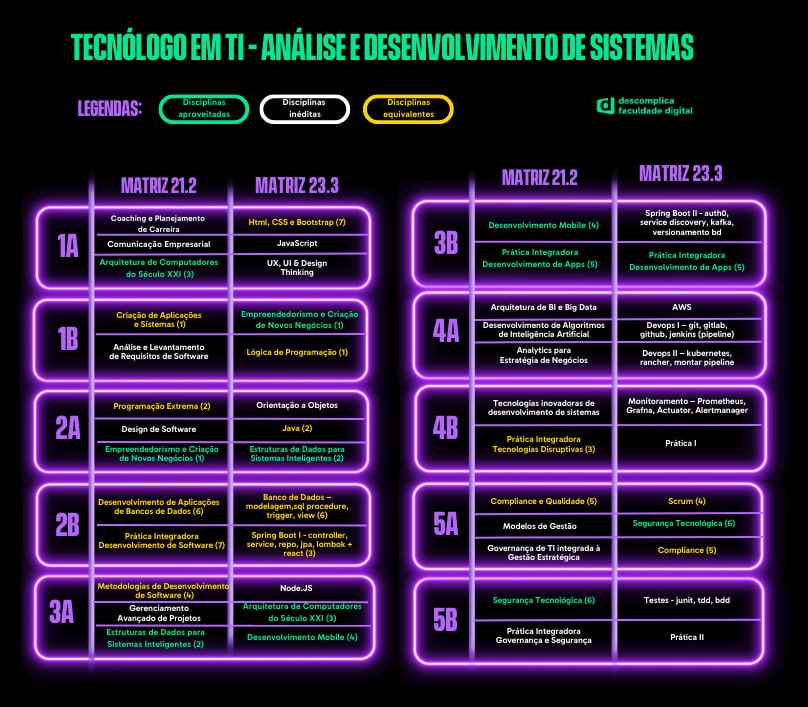 TECNÓLOGO EM TI - ANÁLISE E DESENVOLVIMENTO DE SISTEMAS
LEGENDAS:
Disciplinas
aproveitadas
Disciplinas
inéditas
Disciplinas
equivalentes
descomplica
faculdade digital
MATRIZ 21.2
MATRIZ 23.3
1A
Coaching e Planejamento
de Carreira
Html, CSS e Bootstrap (7)
Comunicação Empresarial
JavaScript
Arquitetura de Computadores
do Século XXI (3)
UX, UI & Design
Thinking
1B
Criação de Aplicações
e Sistemas (1)
Empreendedorismo e Criação
de Novos Negócios (1)
Análise e Levantamento
de Requisitos de Software
Lógica de Programação (1)
2A
Programação Extrema (2)
Orientação a Objetos
Design de Software
Java (2)
Empreendedorismo e Criação
de Novos Negócios (1)
Estruturas de Dados para
Sistemas Inteligentes (2)
2B
Desenvolvimento de Aplicações
de Bancos de Dados (6)
Banco de Dados –
modelagem,sql procedure,
trigger, view (6)
Prática Integradora
Desenvolvimento de Software (7)
Spring Boot I - controller,
service, repo, jpa, lombok +
react (3)
3A
Metodologias de Desenvolvimento
de Software (4)
Node.JS
Gerenciamento
Avançado de Projetos
Arquitetura de Computadores
do Século XXI (3)
Estruturas de Dados para
Sistemas Inteligentes (2)
Desenvolvimento Mobile (4)
MATRIZ 21.2
MATRIZ 23.3
3B
Desenvolvimento Mobile (4)
Spring Boot II - auth0,
service discovery, kafka,
versionamento bd
Prática Integradora
Desenvolvimento de Apps (5)
Prática Integradora
Desenvolvimento de Apps (5)
4A
Arquitetura de BI e Big Data
AWS
Desenvolvimento de Algoritmos
de Inteligência Artificial
Devops I – git, gitlab,
github, jenkins (pipeline)
Analytics para
Estratégia de Negócios
Devops II – kubernetes,
rancher, montar pipeline
4B
Tecnologias inovadoras de
desenvolvimento de sistemas
Monitoramento – Prometheus,
Grafna, Actuator, Alertmanager
Prática Integradora
Tecnologias Disruptivas (3)
Prática I
5A
Compliance e Qualidade (5)
Scrum (4)
Modelos de Gestão
Segurança Tecnológica (6)
Governança de TI integrada à
Gestão Estratégica
Compliance (5)
5B
Segurança Tecnológica (6)
Testes - junit, tdd, bdd
Prática Integradora
Governança e Segurança
Prática II